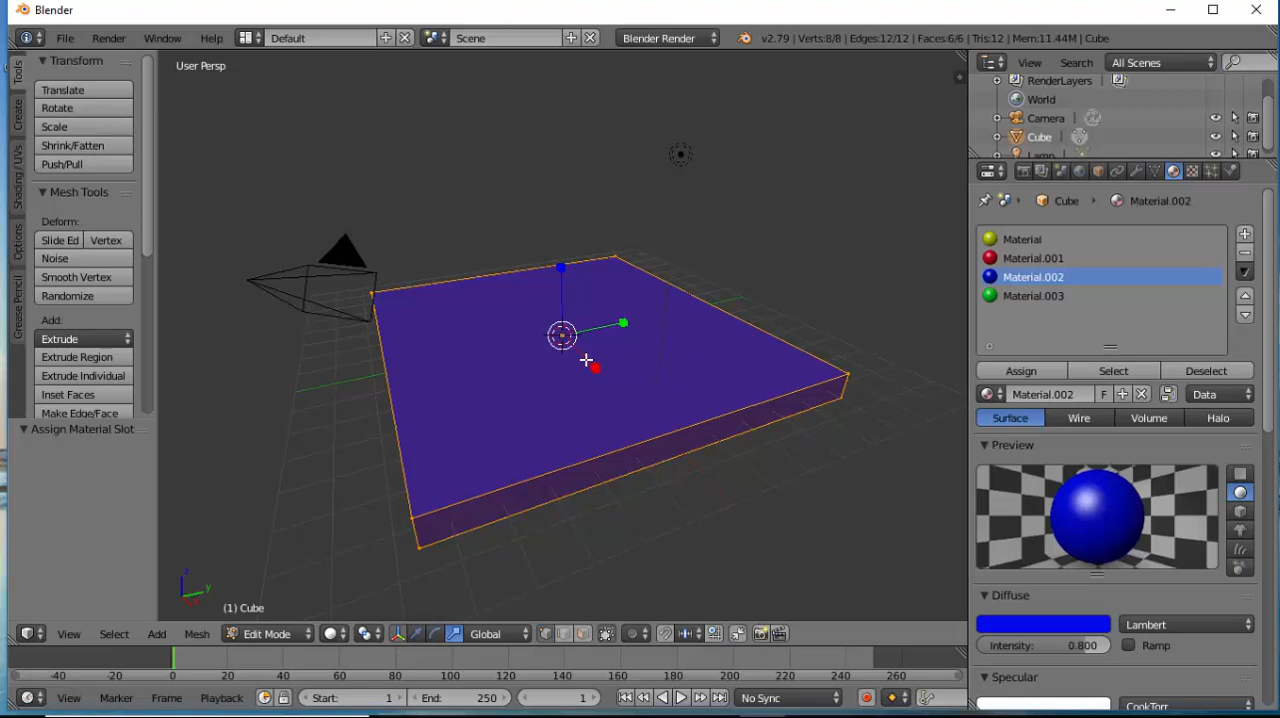 Blender
File Render Window Help Default Scene Blender Render v2.79 | Verts:8/8 | Edges:12/12 | Faces:6/6 | Tris:12 | Mem:11.44M | Cube
Tools
Create
Shading / UVs
Options
Grease Pencil
Transform
Translate
Rotate
Scale
Shrink/Fatten
Push/Pull
Mesh Tools
Deform:
Slide Ed Vertex
Noise
Smooth Vertex
Randomize
Add:
Extrude
Extrude Region
Extrude Individual
Inset Faces
Make Edge/Face
Assign Material Slot
User Persp
z
y
(1) Cube
View Select Add Mesh Edit Mode Global
-40 -20 0 20 40 60 80 100 120 140 160 180 200 220 240 260
View Marker Frame Playback Start: 1 End: 250 1 No Sync
View Search All Scenes
RenderLayers
World
Camera
Cube
Lamp
Cube Material.002
Material
Material.001
Material.002
Material.003
Assign Select Deselect
Material.002 F Data
Surface Wire Volume Halo
Preview
Diffuse
Lambert
Intensity: 0.800 Ramp
Specular
CookTorr